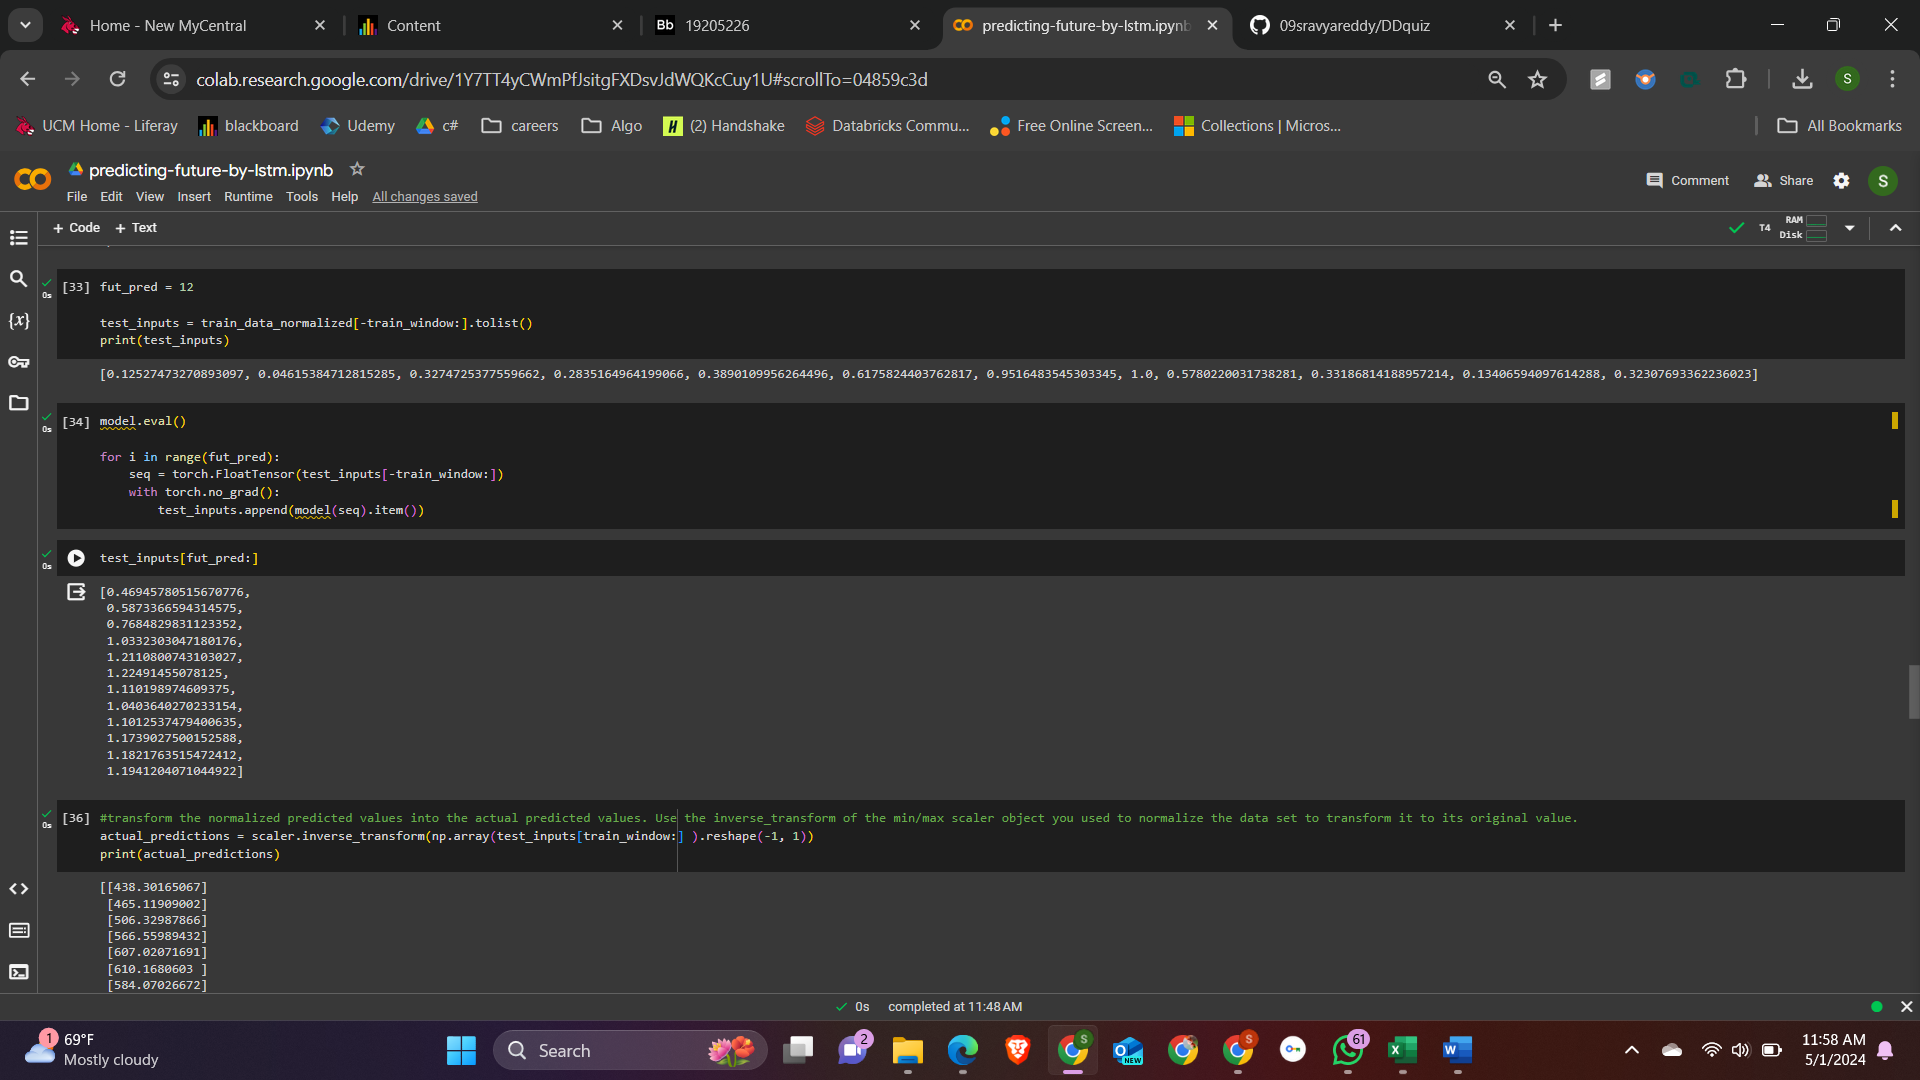 Home - New MyCentral
Content
Bb 19205226
predicting-future-by-lstm.ipynb
09sravyareddy/DDquiz
colab.research.google.com/drive/1Y7TT4yCWmPfJsitgFXDsvJdWQKcCuy1U#scrollTo=04859c3d
S
UCM Home - Liferay
blackboard
Udemy
c#
careers
Algo
(2) Handshake
Databricks Commu...
Free Online Screen...
Collections | Micros...
All Bookmarks
predicting-future-by-lstm.ipynb
File Edit View Insert Runtime Tools Help All changes saved
Comment
Share
S
+ Code + Text
T4
RAM
Disk
0s
[33] fut_pred = 12
test_inputs = train_data_normalized[-train_window:].tolist()
print(test_inputs)
[0.12527473270893097, 0.04615384712815285, 0.3274725377559662, 0.2835164964199066, 0.3890109956264496, 0.6175824403762817, 0.9516483545303345, 1.0, 0.5780220031738281, 0.33186814188957214, 0.13406594097614288, 0.32307693362236023]
0s
[34] model.eval()
for i in range(fut_pred):
seq = torch.FloatTensor(test_inputs[-train_window:])
with torch.no_grad():
test_inputs.append(model(seq).item())
0s
test_inputs[fut_pred:]
[0.46945780515670776,
0.5873366594314575,
0.7684829831123352,
1.0332303047180176,
1.2110800743103027,
1.22491455078125,
1.110198974609375,
1.0403640270233154,
1.1012537479400635,
1.1739027500152588,
1.1821763515472412,
1.1941204071044922]
0s
[36] #transform the normalized predicted values into the actual predicted values. Use the inverse_transform of the min/max scaler object you used to normalize the data set to transform it to its original value.
actual_predictions = scaler.inverse_transform(np.array(test_inputs[train_window:] ).reshape(-1, 1))
print(actual_predictions)
[[438.30165067]
[465.11909002]
[506.32987866]
[566.55989432]
[607.02071691]
[610.1680603 ]
[584.07026672]
0s completed at 11:48 AM
1
69°F
Mostly cloudy
Search
2
S
NEW
S
61
11:58 AM
5/1/2024